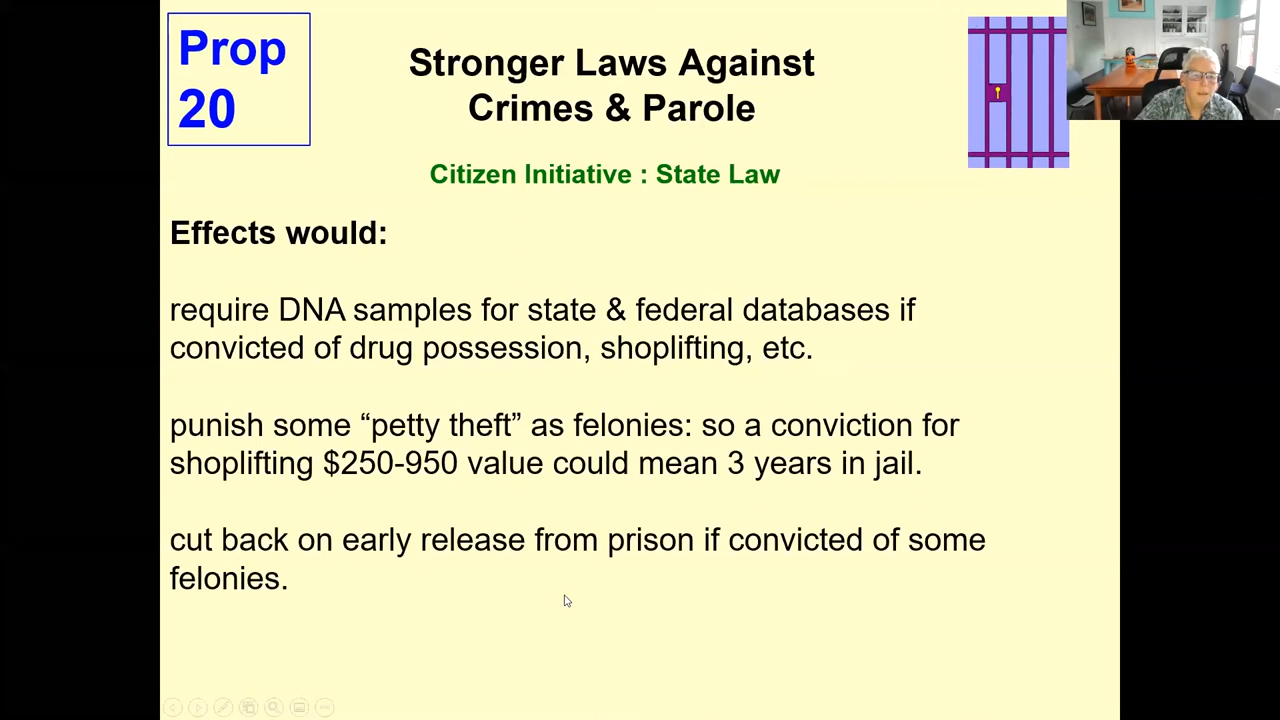 Prop
20
Stronger Laws Against
Crimes & Parole
Citizen Initiative : State Law
Effects would:
require DNA samples for state & federal databases if
convicted of drug possession, shoplifting, etc.
punish some “petty theft” as felonies: so a conviction for
shoplifting $250-950 value could mean 3 years in jail.
cut back on early release from prison if convicted of some
felonies.